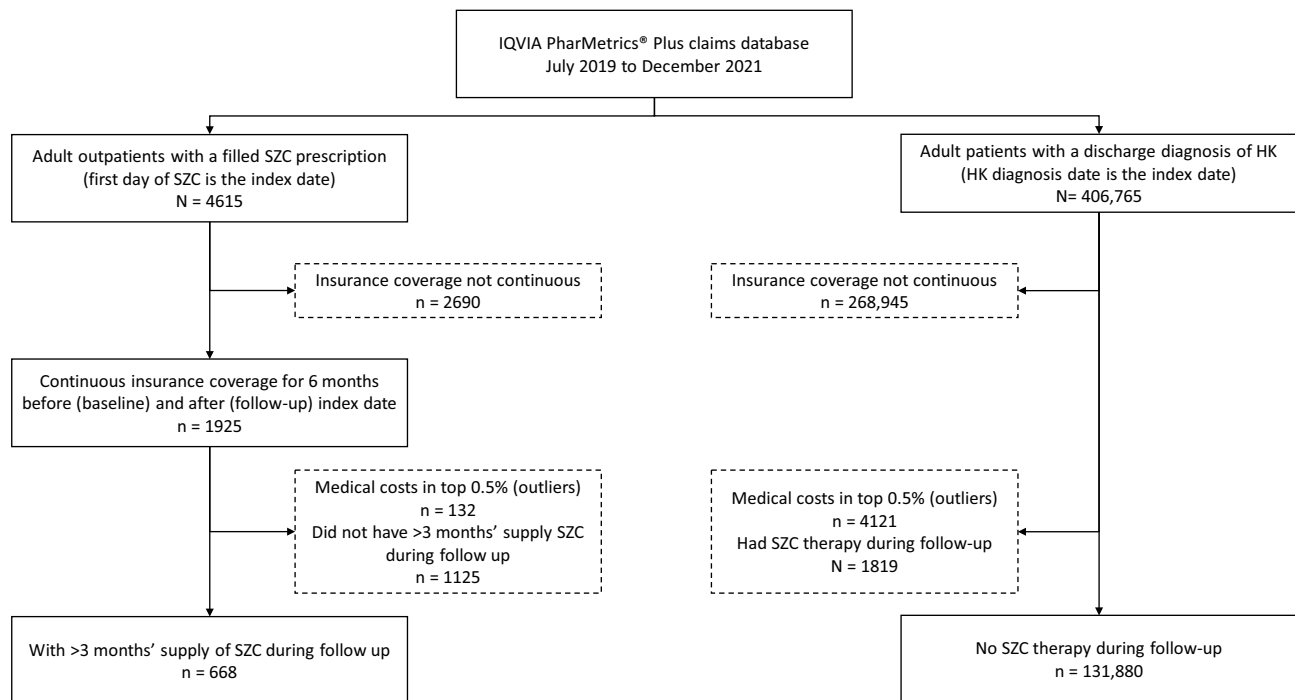 IQVIA PharMetrics® Plus claims database
July 2019 to December 2021
Adult outpatients with a filled SZC prescription
(first day of SZC is the index date)
N = 4615
Adult patients with a discharge diagnosis of HK
(HK diagnosis date is the index date)
N= 406,765
Insurance coverage not continuous
n = 2690
Insurance coverage not continuous
n = 268,945
Continuous insurance coverage for 6 months
before (baseline) and after (follow-up) index date
n = 1925
Medical costs in top 0.5% (outliers)
n = 132
Did not have >3 months’ supply SZC
during follow up
n = 1125
Medical costs in top 0.5% (outliers)
n = 4121
Had SZC therapy during follow-up
N = 1819
With >3 months’ supply of SZC during follow up
n = 668
No SZC therapy during follow-up
n = 131,880